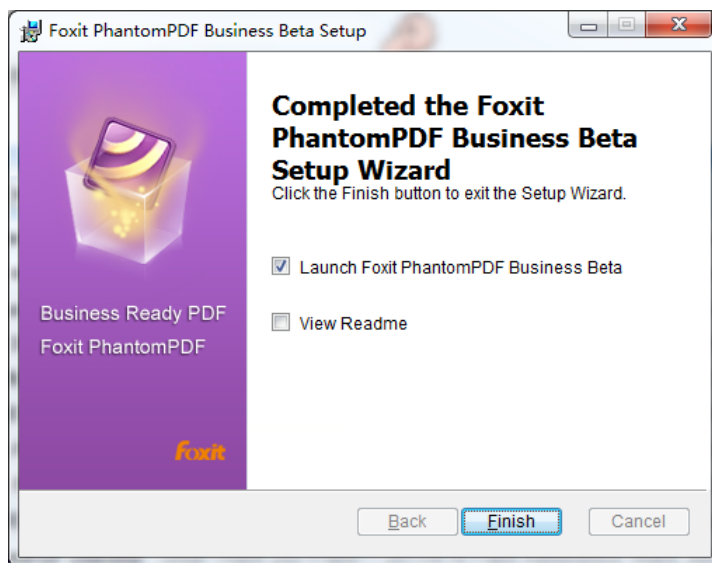 Foxit PhantomPDF Business Beta Setup
Completed the Foxit
PhantomPDF Business Beta
Setup Wizard
Click the Finish button to exit the Setup Wizard.
Launch Foxit PhantomPDF Business Beta
View Readme
Business Ready PDF
Foxit PhantomPDF
Foxit
Back
Finish
Cancel